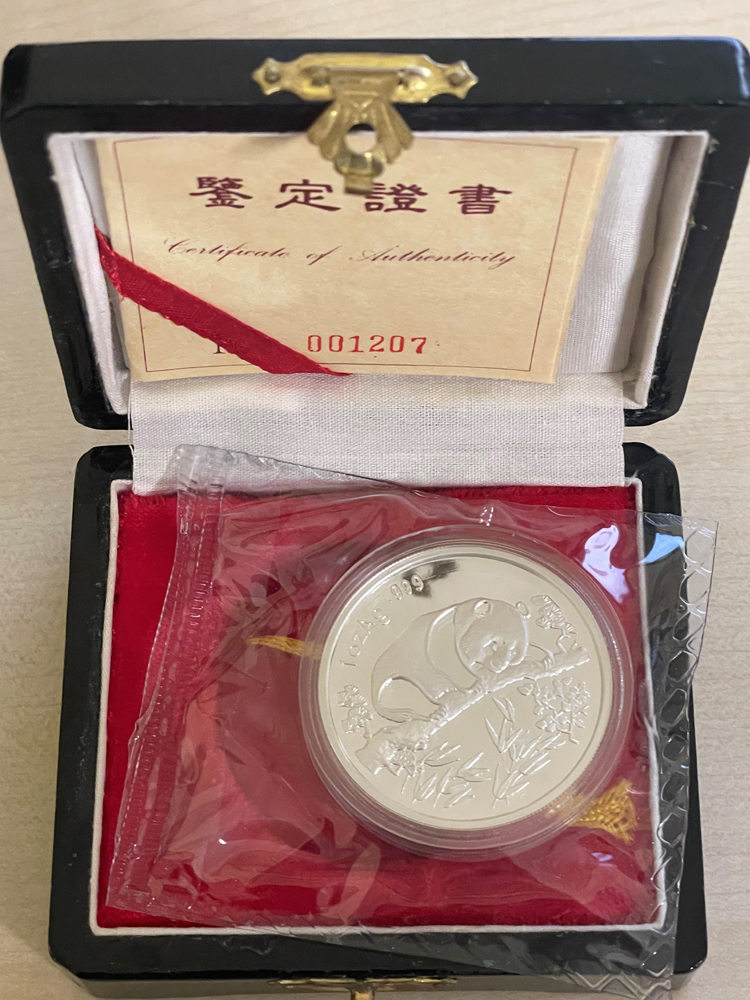 鑒定證書
Certificate of Authenticity
001207
1ozAg .999